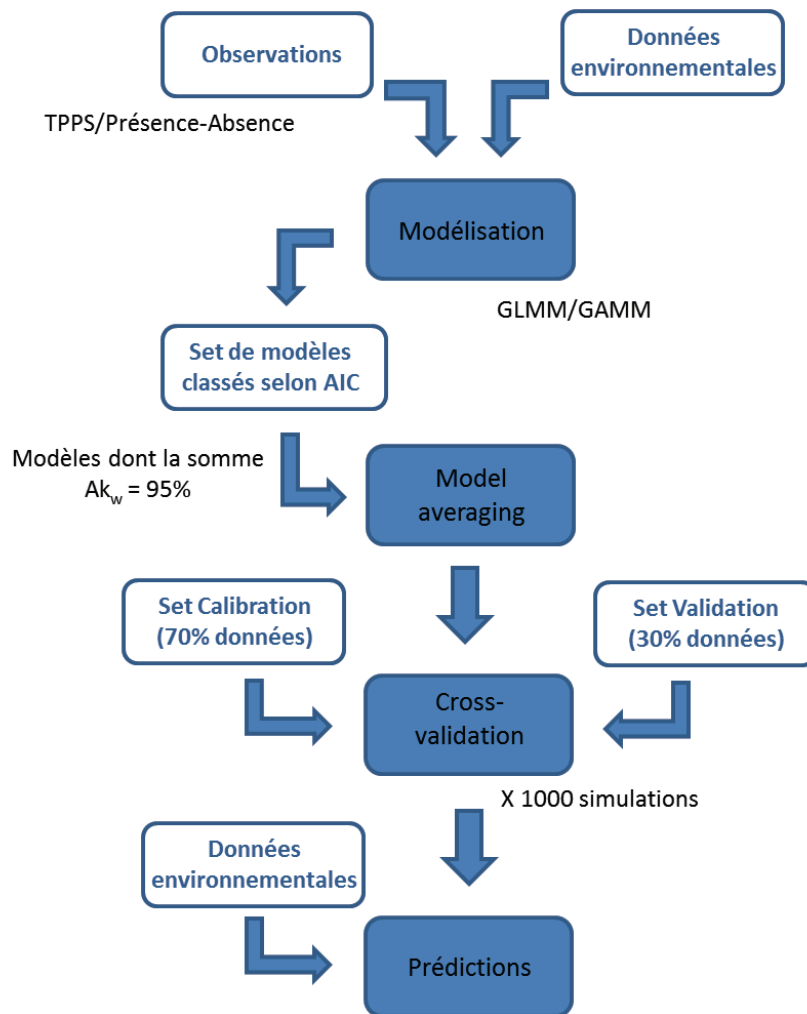 Observations
Données
environnementales
TPPS/Présence-Absence
Modélisation
GLMM/GAMM
Set de modèles
classés selon AIC
Modèles dont la somme
Akw = 95%
Model
averaging
Set Calibration
(70% données)
Set Validation
(30% données)
Cross-
validation
X 1000 simulations
Données
environnementales
Prédictions